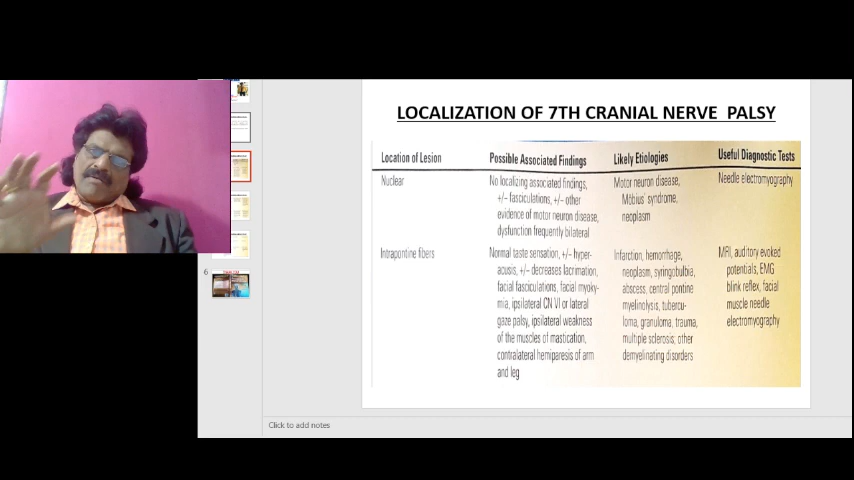 LOCALIZATION OF 7TH CRANIAL NERVE PALSY
Location of Lesion
Possible Associated Findings
Likely Etiologies
Useful Diagnostic Tests
Nuclear
No localizing associated findings,
+/– fasciculations, +/– other
evidence of motor neuron disease,
dysfunction frequently bilateral
Motor neuron disease,
Möbius' syndrome,
neoplasm
Needle electromyography
Intrapontine fibers
Normal taste sensation, +/– hyper-
acusis, +/– decreases lacrimation,
facial fasciculations, facial myoky-
mia, ipsilateral CN VI or lateral
gaze palsy, ipsilateral weakness
of the muscles of mastication,
contralateral hemiparesis of arm
and leg
Infarction, hemorrhage,
neoplasm, syringobulbia,
abscess, central pontine
myelinolysis, tubercu-
loma, granuloma, trauma,
multiple sclerosis; other
demyelinating disorders
MRI, auditory evoked
potentials, EMG
blink reflex, facial
muscle needle
electromyography
6
Click to add notes